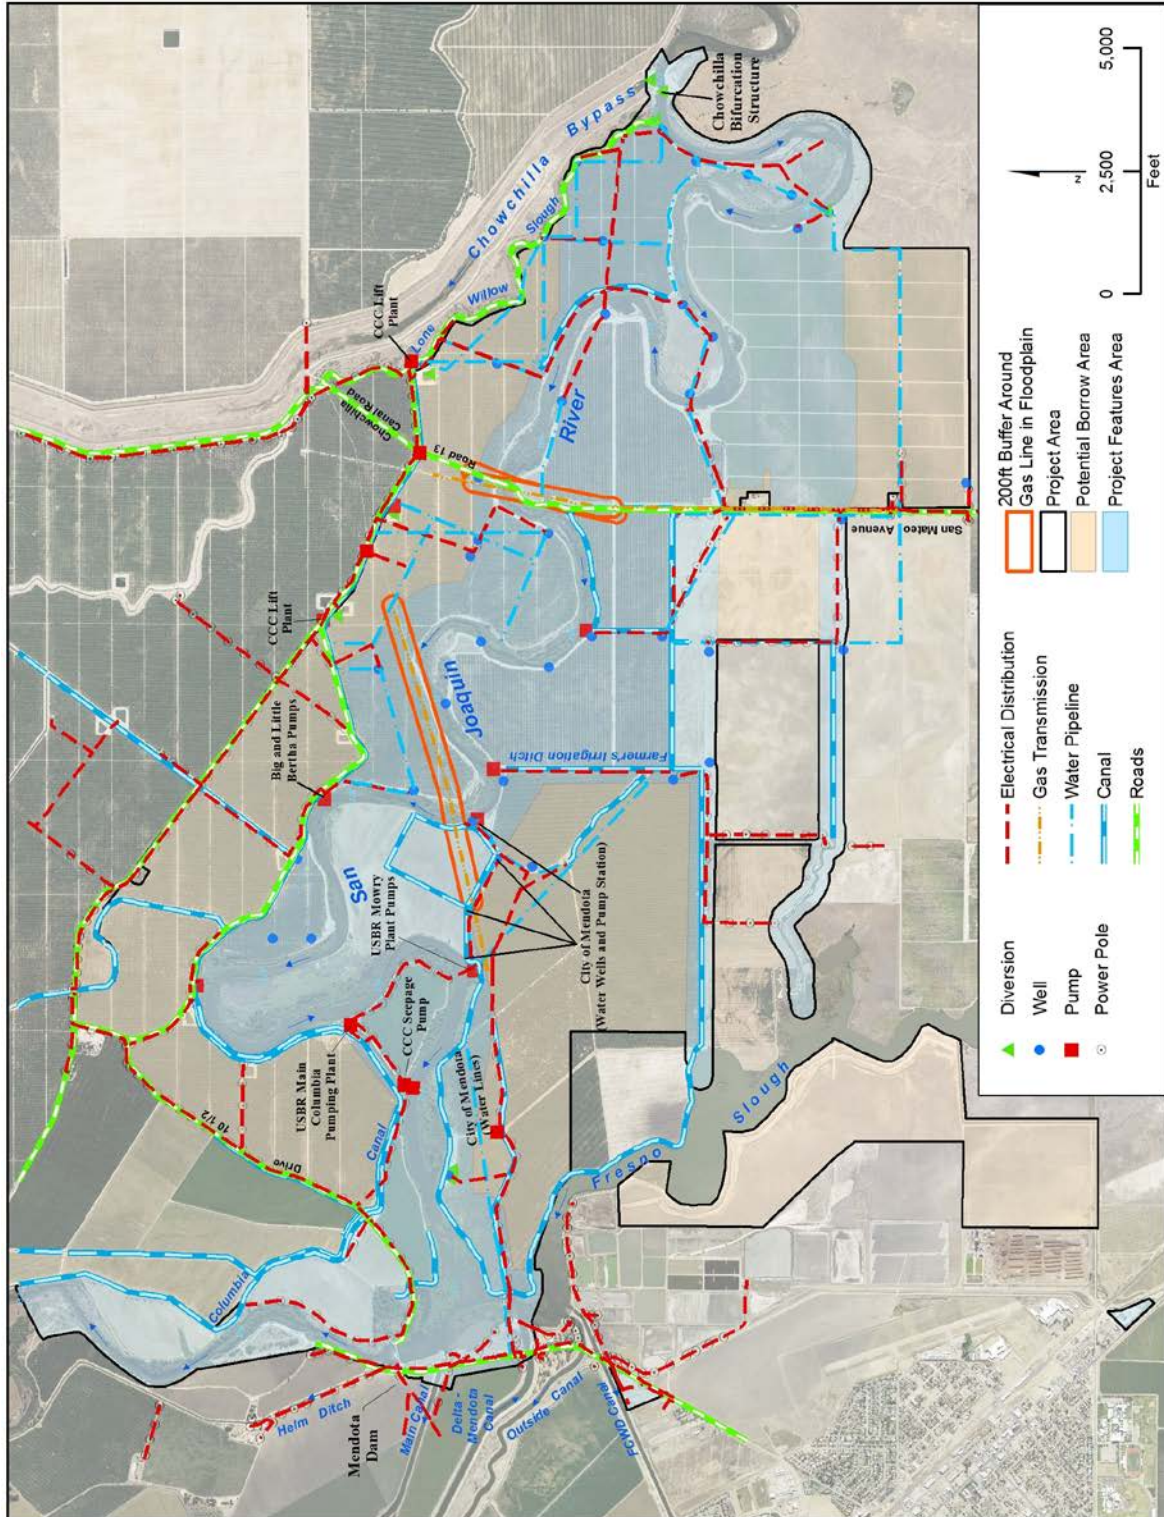 Chowchilla
Bifurcation
Structure
Chowchilla Bypass
Lone Willow Slough
CCC Lift
Plant
Chowchilla
Canal Road
Road 13
River
San Mateo
Avenue
CCC Lift
Plant
Joaquin
Farmer's Irrigation Ditch
Big and Little
Bertha Pumps
San
USBR Mowry
Plant Pumps
City of Mendota
(Water Wells and Pump Station)
CCC Seepage
Pump
USBR Main
Columbia
Pumping Plant
City of Mendota
(Water Lines)
Fresno Slough
Drive 10 1/2
Columbia Canal
Mendota
Dam
Helm Ditch
Main Canal
Delta-
Mendota
Canal
Outside Canal
FCWD Canal
Diversion
Well
Pump
Power Pole
Electrical Distribution
Gas Transmission
Water Pipeline
Canal
Roads
200ft Buffer Around
Gas Line in Floodplain
Project Area
Potential Borrow Area
Project Features Area
N
0 2,500 5,000
Feet